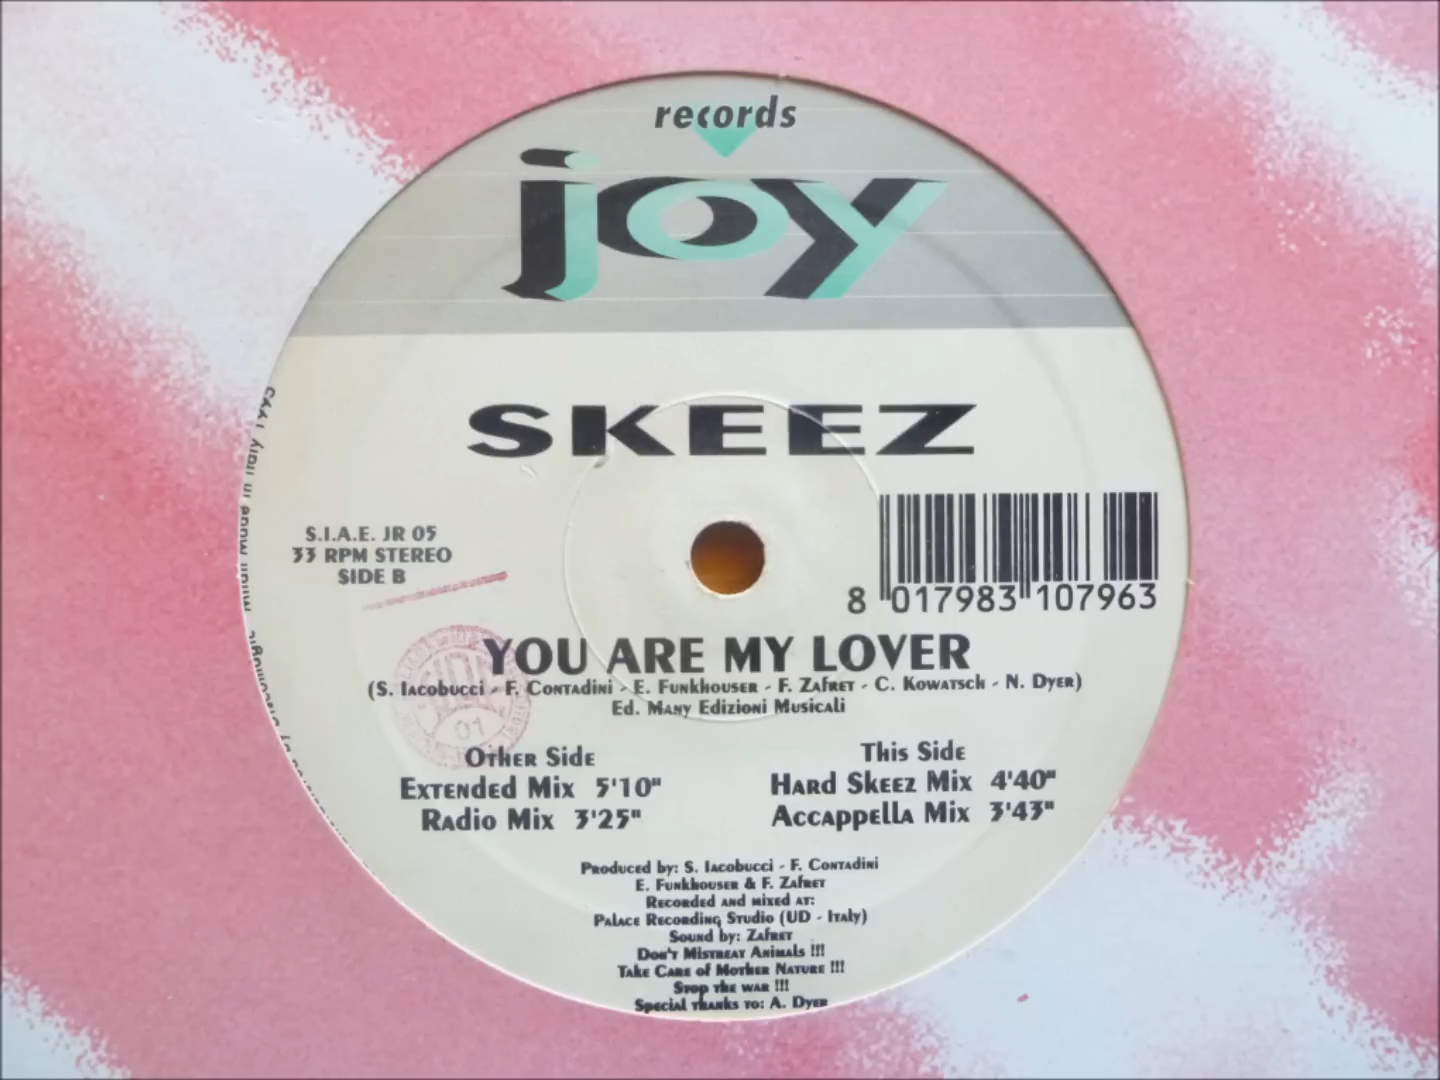 records
joy
SKEEZ
S.I.A.E. JR 05
33 RPM STEREO
SIDE B
8 017983 107963
YOU ARE MY LOVER
(S. Iacobucci - F. Contadini - E. Funkhouser - F. Zafret - C. Kowatsch - N. Dyer)
Ed. Many Edizioni Musicali
01
Other Side
Extended Mix 5'10"
Radio Mix 3'25"
This Side
Hard Skeez Mix 4'40"
Accappella Mix 3'43"
Produced by: S. Iacobucci - F. Contadini
E. Funkhouser & F. Zafret
Recorded and mixed at:
Palace Recording Studio (UD - Italy)
Sound by: Zafret
Don't Mistreat Animals !!!
Take Care of Mother Nature !!!
Stop the war !!!
Special thanks to: A. Dyer